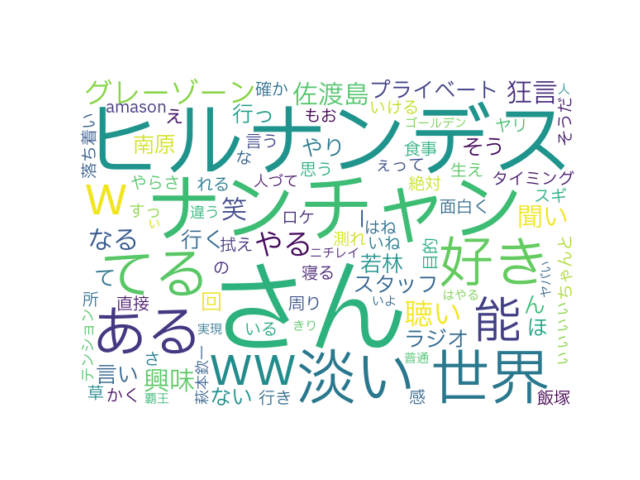 グレーゾーン
確か
佐渡島
プライベート
狂言
人
amason
え
行っ
もお
いける
ゴールデン
ヤリ
そうだ
ヒルナンデス
落ち着い
南原
言う
な
やり
思う
食事
そう
えって
絶対
生え
タイミング
w
ナンチャン
やらさ
れる
人づて
すっ
ぃ
違う
笑
ロケ
面白く
スギ
聞い
なる
行く
拭え
やる
ニチレイ
測れ
はね
いね
目的
好き
ヤバい
ちゃんと
いいいいい
てる
て
の
寝る
若林
スタッフ
所
直接
回
さん
周り
聴い
能
ん
ほ
ある
テンション
実現
いる
きり
いよ
はやる
ラジオ
さ
言い
興味
ww
淡い
世界
普通
草
かく
覇王
萩本欽一
ない
行き
感
飯塚